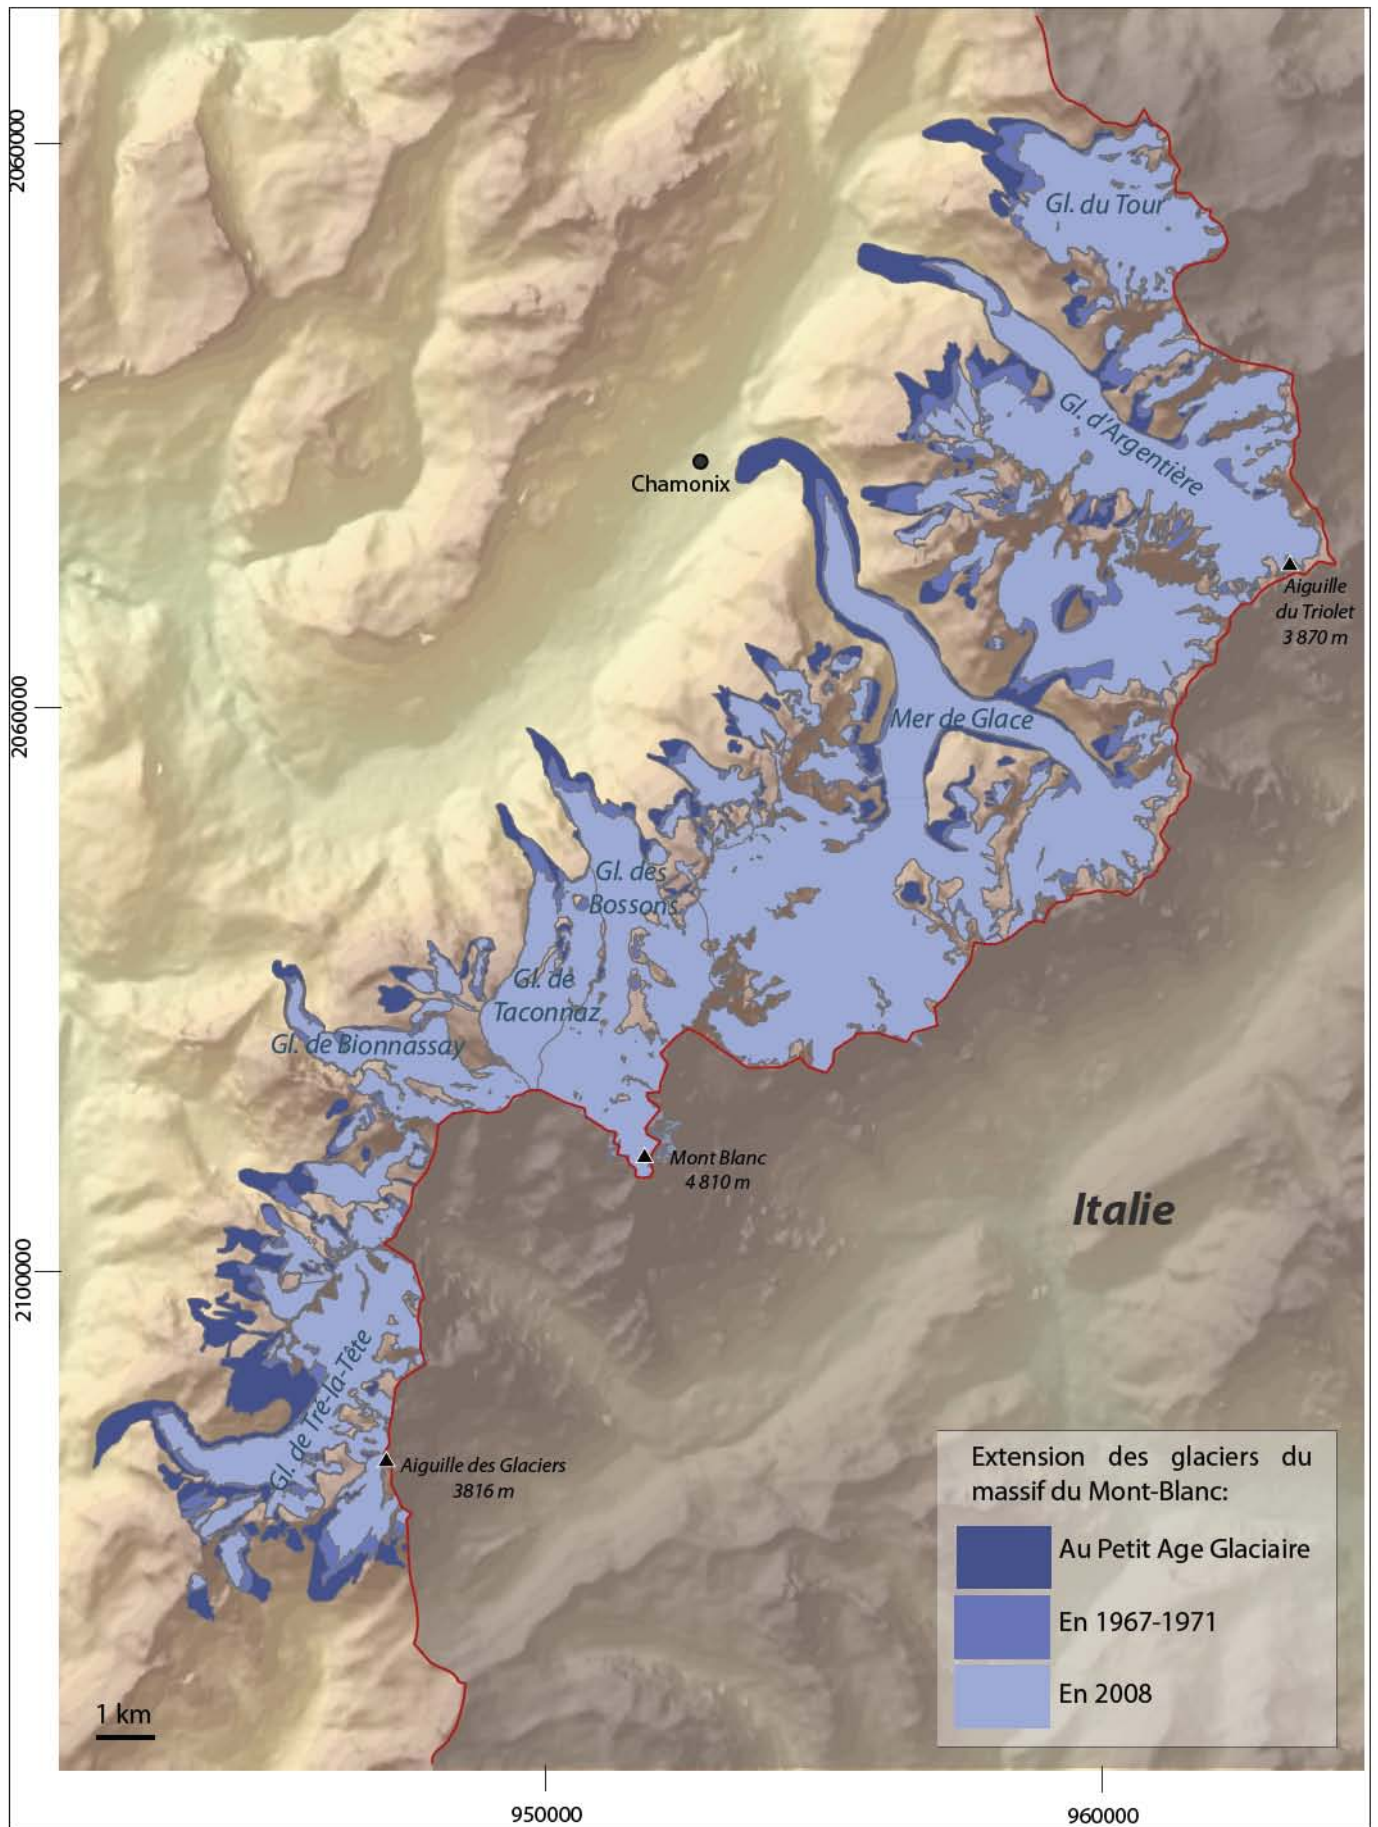 2060000
Gl. du Tour
Gl. d'Argentière
Chamonix
Aiguille
du Triolet
3 870 m
2060000
Mer de Glace
Gl. des
Bossons
Gl. de
Taconnaz
Gl. de Bionnassay
Mont Blanc
4 810 m
Italie
2100000
Gl. de Tré-la-Tête
Aiguille des Glaciers
3816 m
Extension des glaciers du
massif du Mont-Blanc:
Au Petit Age Glaciaire
En 1967-1971
En 2008
1 km
950000
960000